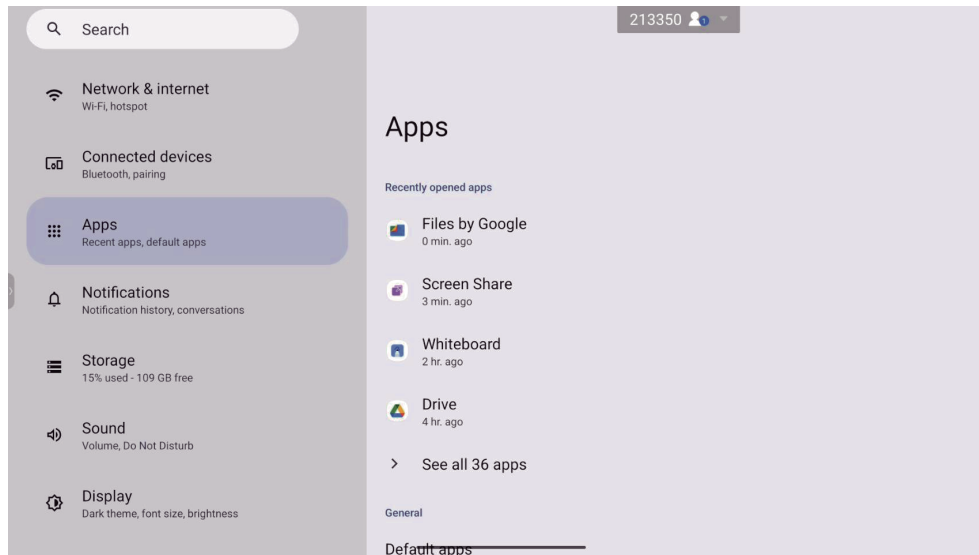 Search
Network & internet
Wi-Fi, hotspot
Connected devices
Bluetooth, pairing
Apps
Recent apps, default apps
Notifications
Notification history, conversations
Storage
15% used - 109 GB free
Sound
Volume, Do Not Disturb
Display
Dark theme, font size, brightness
213350
1
Apps
Recently opened apps
Files by Google
0 min. ago
Screen Share
3 min. ago
Whiteboard
2 hr. ago
Drive
4 hr. ago
See all 36 apps
General
Default apps